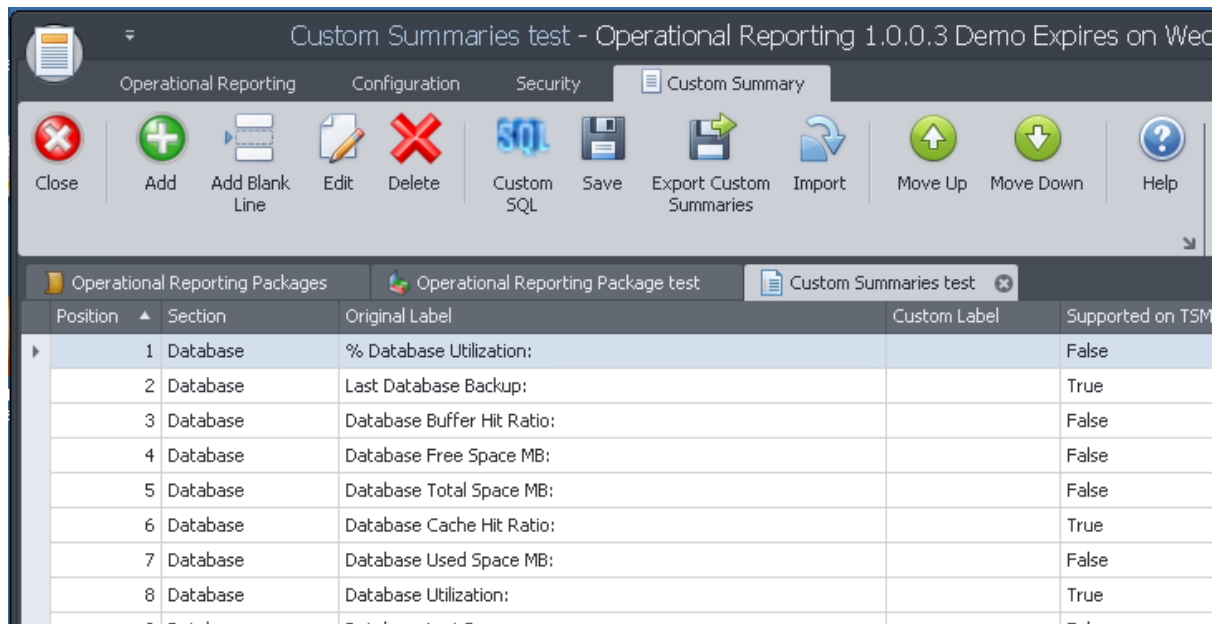 Custom Summaries test - Operational Reporting 1.0.0.3 Demo Expires on Wed
Operational Reporting Configuration Security Custom Summary
Close Add Add Blank Line Edit Delete Custom SQL Save Export Custom Summaries Import Move Up Move Down Help
Operational Reporting Packages Operational Reporting Package test Custom Summaries test
Position Section Original Label Custom Label Supported on TSM
1 Database % Database Utilization: False
2 Database Last Database Backup: True
3 Database Database Buffer Hit Ratio: False
4 Database Database Free Space MB: False
5 Database Database Total Space MB: False
6 Database Database Cache Hit Ratio: True
7 Database Database Used Space MB: False
8 Database Database Utilization: True